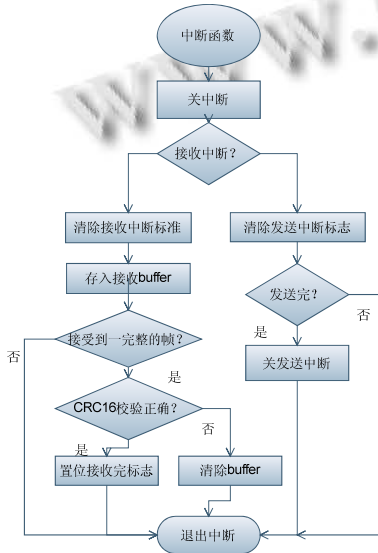 www.
中断函数
关中断
接收中断？
清除接收中断标准
清除发送中断标志
存入接收buffer
发送完？
接受到一完整的帧？
否
是
否
关发送中断
是
CRC16校验正确？
否
是
置位接收完标志
清除buffer
退出中断